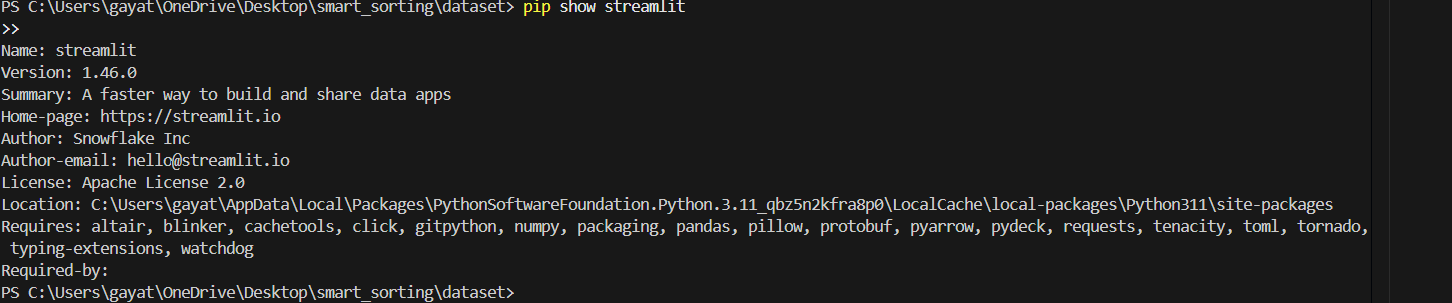 PS C:\Users\gayat\OneDrive\Desktop\smart_sorting\dataset> pip show streamlit
>>
Name: streamlit
Version: 1.46.0
Summary: A faster way to build and share data apps
Home-page: https://streamlit.io
Author: Snowflake Inc
Author-email: hello@streamlit.io
License: Apache License 2.0
Location: C:\Users\gayat\AppData\Local\Packages\PythonSoftwareFoundation.Python.3.11_qbz5n2kfra8p0\LocalCache\local-packages\Python311\site-packages
Requires: altair, blinker, cachetools, click, gitpython, numpy, packaging, pandas, pillow, protobuf, pyarrow, pydeck, requests, tenacity, toml, tornado,
 typing-extensions, watchdog
Required-by:
PS C:\Users\gayat\OneDrive\Desktop\smart_sorting\dataset>